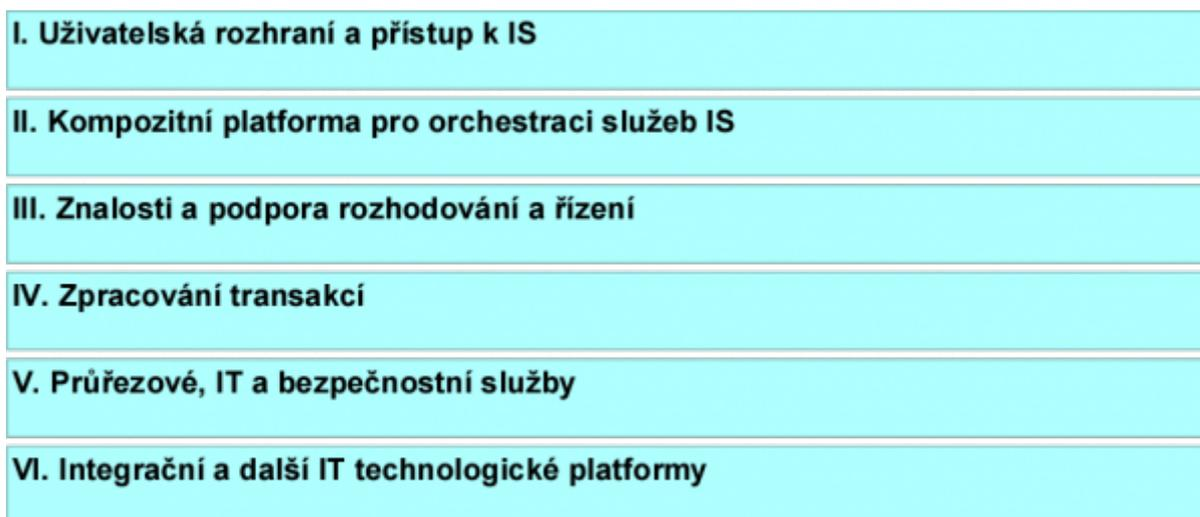 I. Uživatelská rozhraní a přístup k IS
II. Kompozitní platforma pro orchestraci služeb IS
III. Znalosti a podpora rozhodování a řízení
IV. Zpracování transakcí
V. Průřezové, IT a bezpečnostní služby
VI. Integrační a další IT technologické platformy